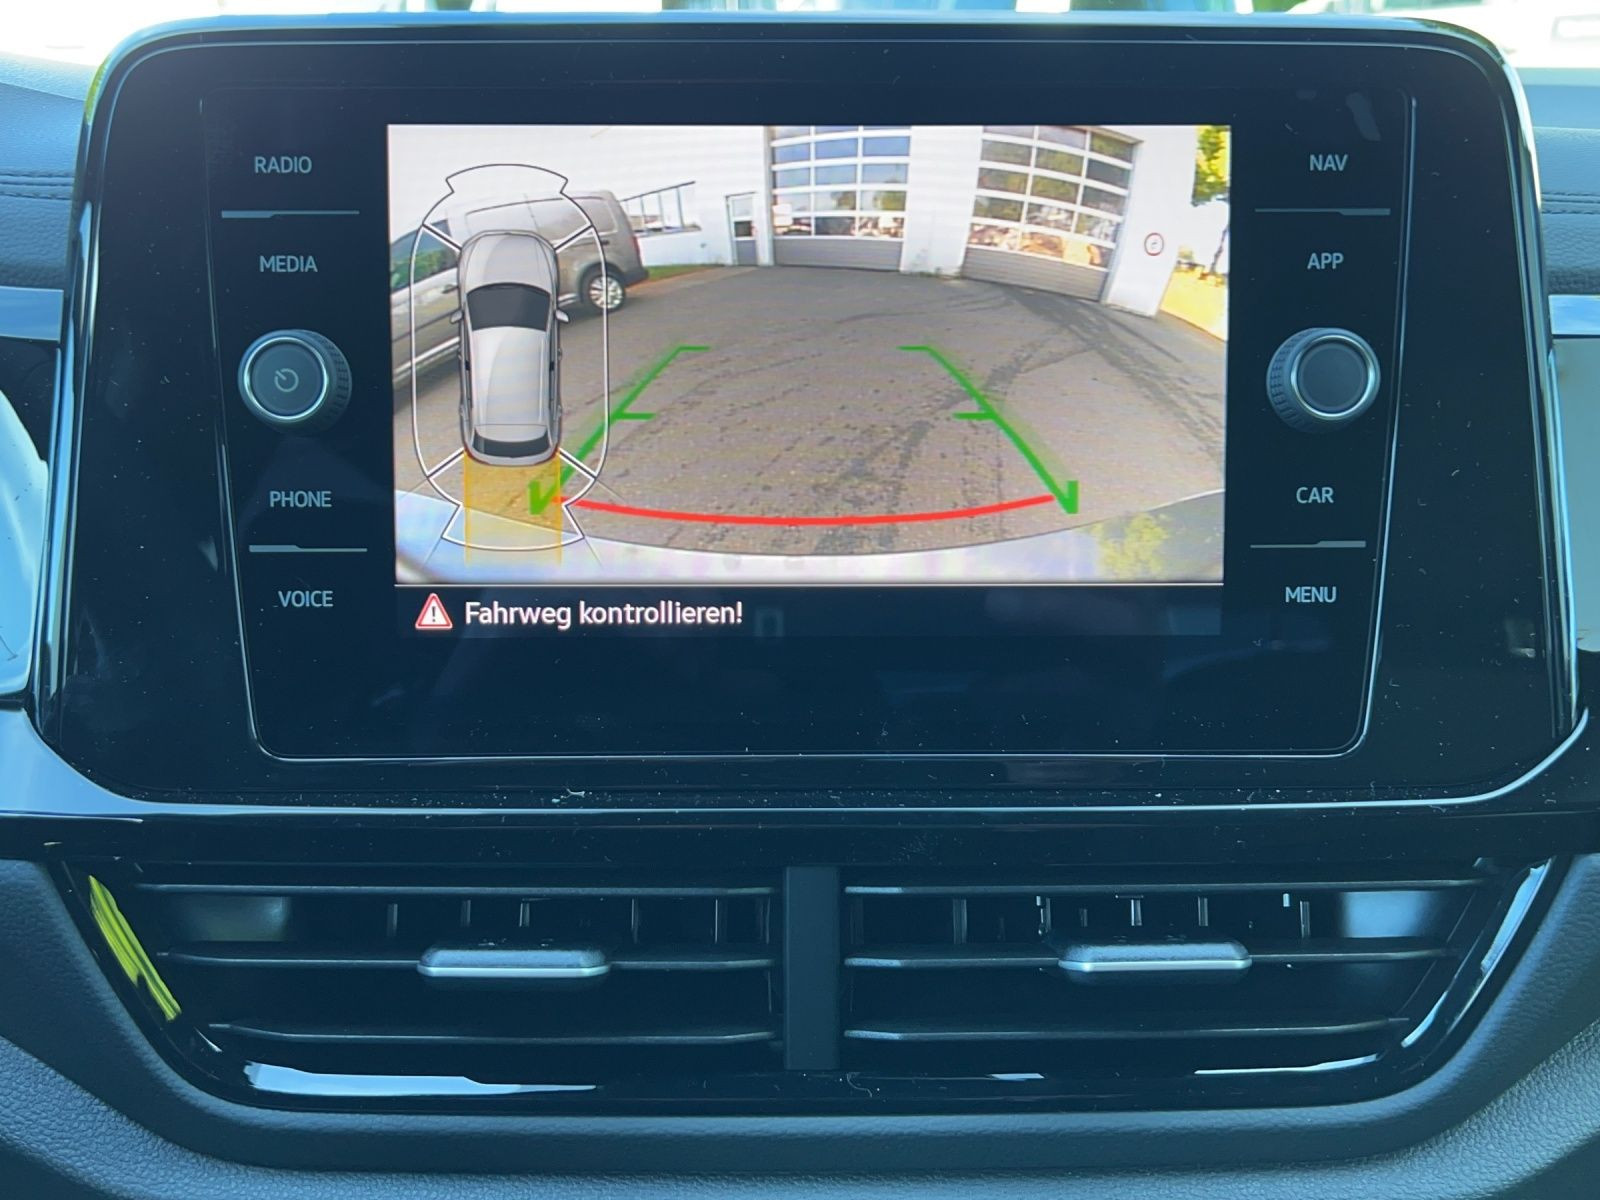 RADIO
MEDIA
PHONE
VOICE
NAV
APP
CAR
MENU
Fahrweg kontrollieren!